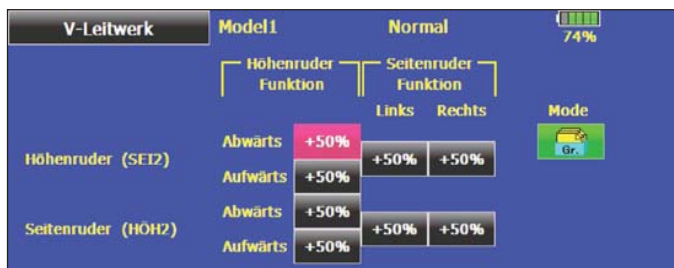 V-Leitwerk Model1 Normal 74%
Höhenruder Funktion
Seitenruder Funktion
Links Rechts Mode
Gr.
Höhenruder (SEI2)
Abwärts +50%
Aufwärts +50%
+50% +50%
Seitenruder (HÖH2)
Abwärts +50%
Aufwärts +50%
+50% +50%